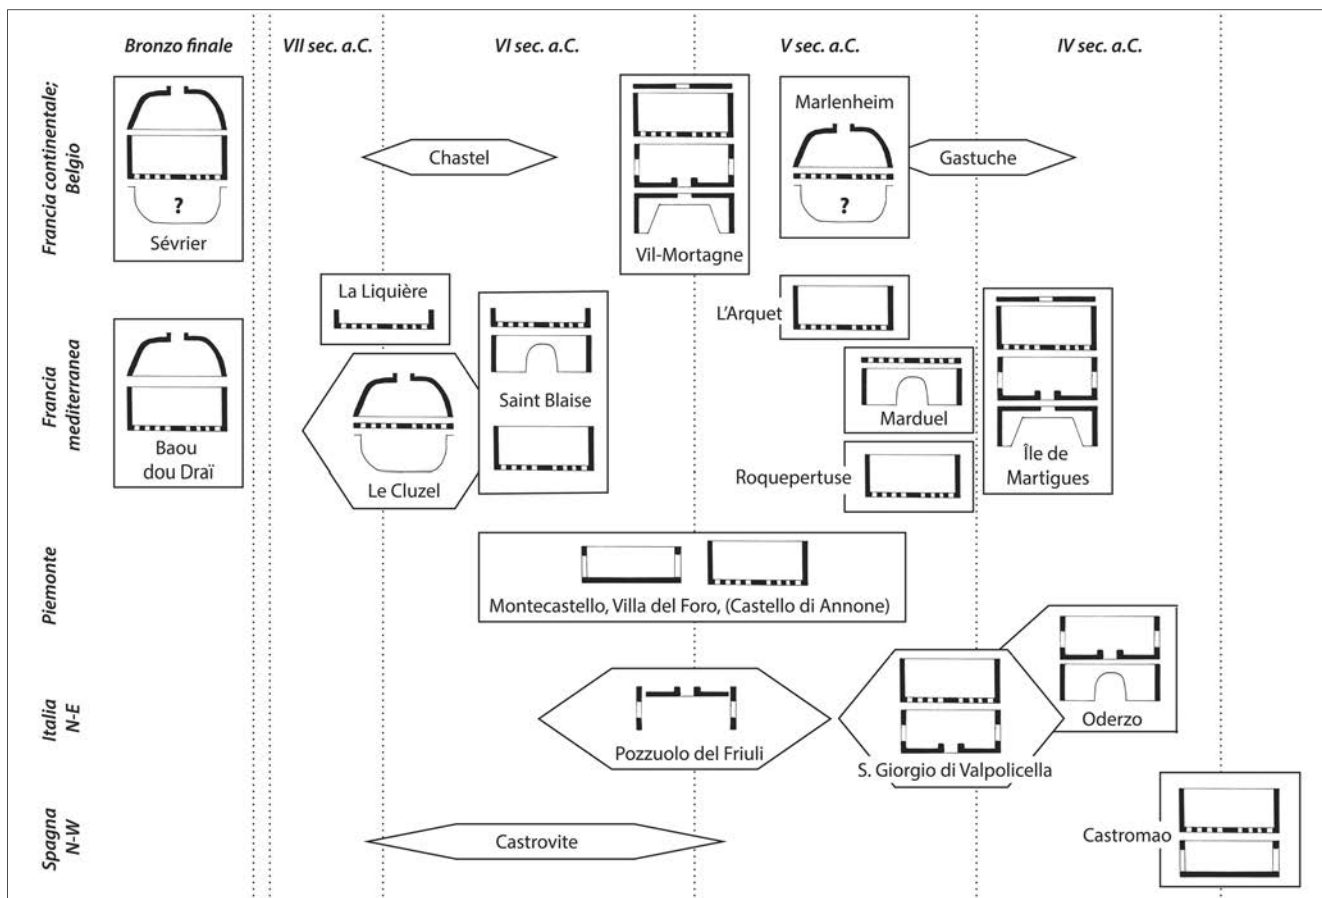 Bronzo finale
VII sec. a.C.
VI sec. a.C.
V sec. a.C.
IV sec. a.C.
Francia continentale;
Belgio
?
Sévrier
Chastel
Vil-Mortagne
Marlenheim
?
Gastuche
Francia
mediterranea
Baou
dou Draï
La Liquière
Le Cluzel
Saint Blaise
L'Arquet
Marduel
Roquepertuse
Île de
Martigues
Piemonte
Montecastello, Villa del Foro, (Castello di Annone)
Italia
N-E
Pozzuolo del Friuli
S. Giorgio di Valpolicella
Oderzo
Spagna
N-W
Castrovite
Castromao